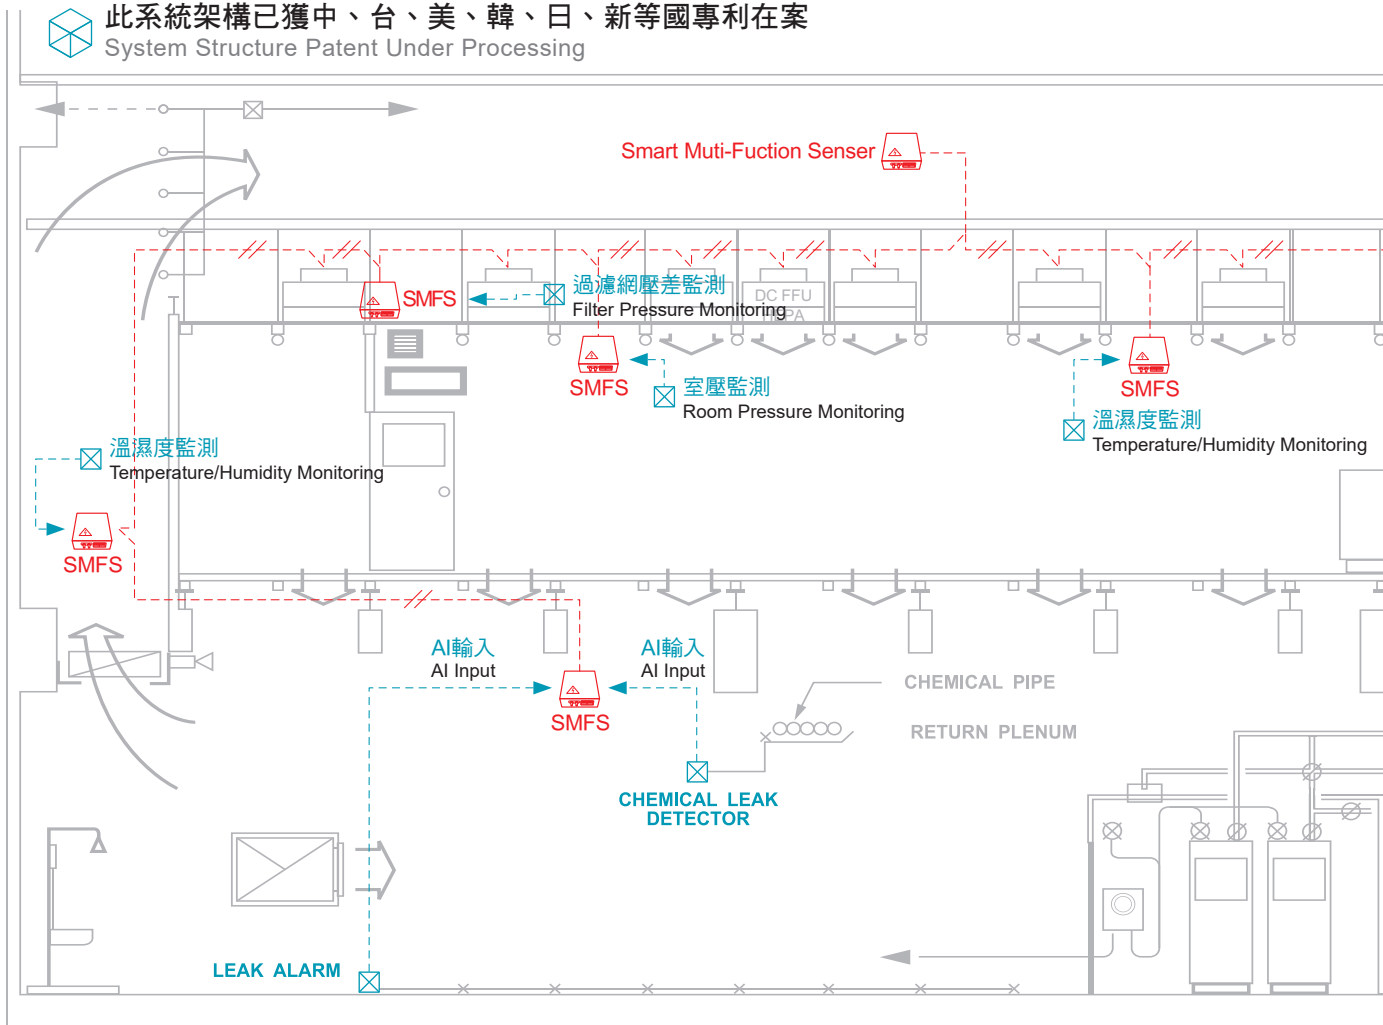 此系統架構已獲中、台、美、韓、日、新等國專利在案
System Structure Patent Under Processing
Smart Muti-Fuction Senser
SMFS
過濾網壓差監測
Filter Pressure Monitoring
DC FFU
SMFS
室壓監測
Room Pressure Monitoring
SMFS
溫濕度監測
Temperature/Humidity Monitoring
溫濕度監測
Temperature/Humidity Monitoring
SMFS
AI輸入
AI Input
AI輸入
AI Input
SMFS
CHEMICAL PIPE
RETURN PLENUM
CHEMICAL LEAK
DETECTOR
LEAK ALARM